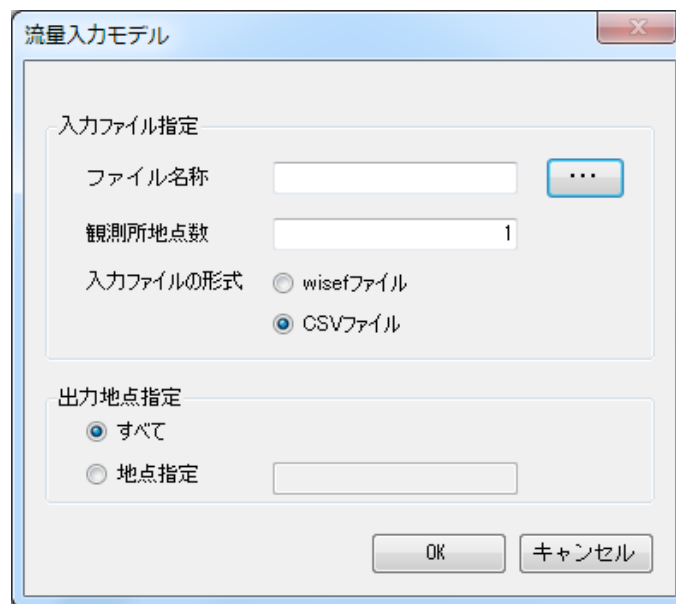 流量入力モデル
入力ファイル指定
ファイル名称 ...
観測所地点数 1
入力ファイルの形式 wisefファイル
CSVファイル
出力地点指定
すべて
地点指定
OK キャンセル